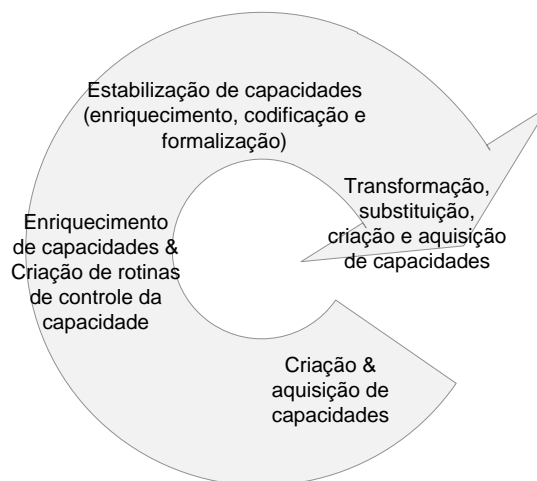 Estabilização de capacidades
(enriquecimento, codificação e
formalização)
Transformação,
substituição,
criação e aquisição
de capacidades
Enriquecimento
de capacidades &
Criação de rotinas
de controle da
capacidade
Criação &
aquisição de
capacidades